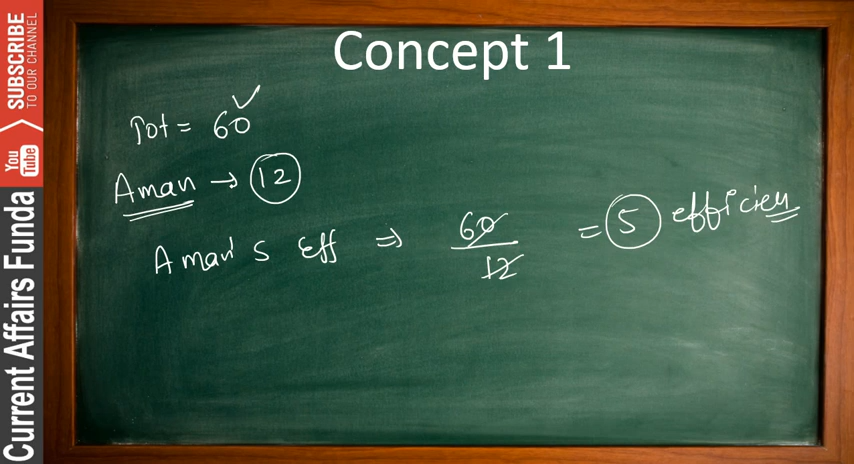 Concept 1
Tot = 60
Aman → 12
Aman's Eff ⇒ 60/12 = 5 efficien
SUBSCRIBE
TO OUR CHANNEL
You Tube
Current Affairs Funda